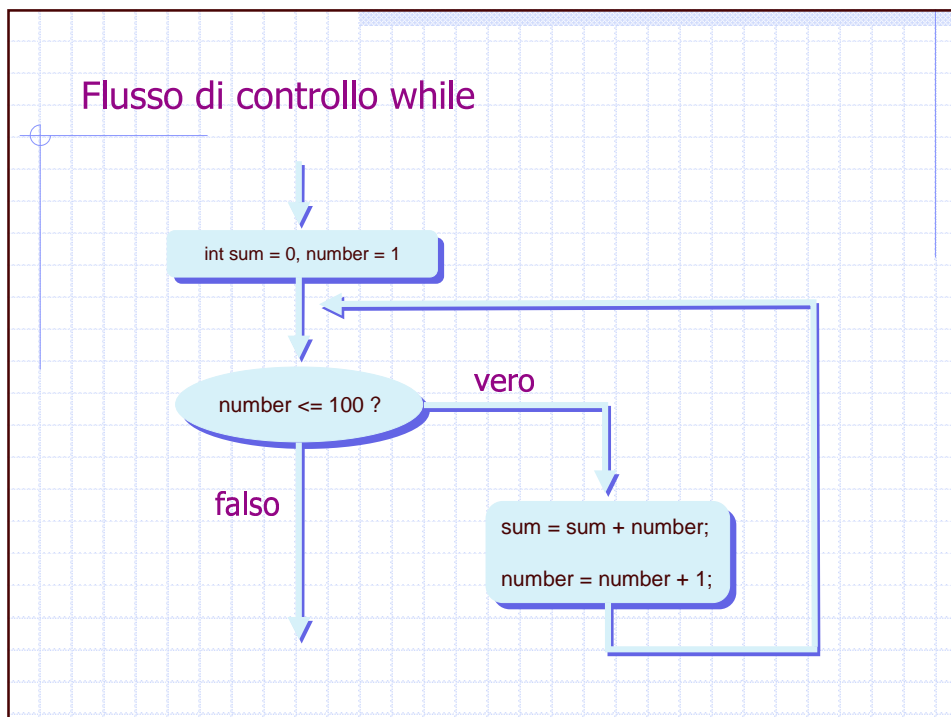 Flusso di controllo while
int sum = 0, number = 1
number <= 100 ?
vero
falso
sum = sum + number;
number = number + 1;